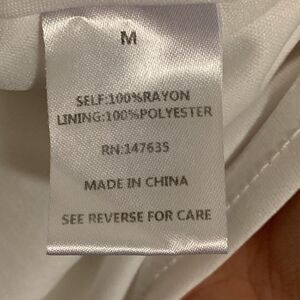 M
SELF:100%RAYON
LINING:100%POLYESTER
RN:147635
MADE IN CHINA
SEE REVERSE FOR CARE